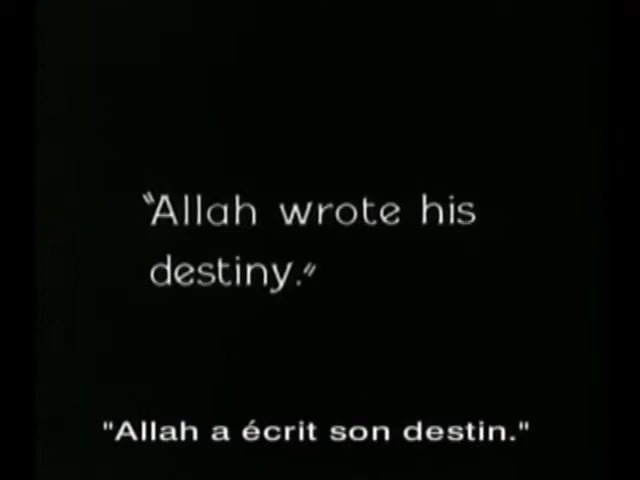 “Allah wrote his
destiny.”
"Allah a écrit son destin."